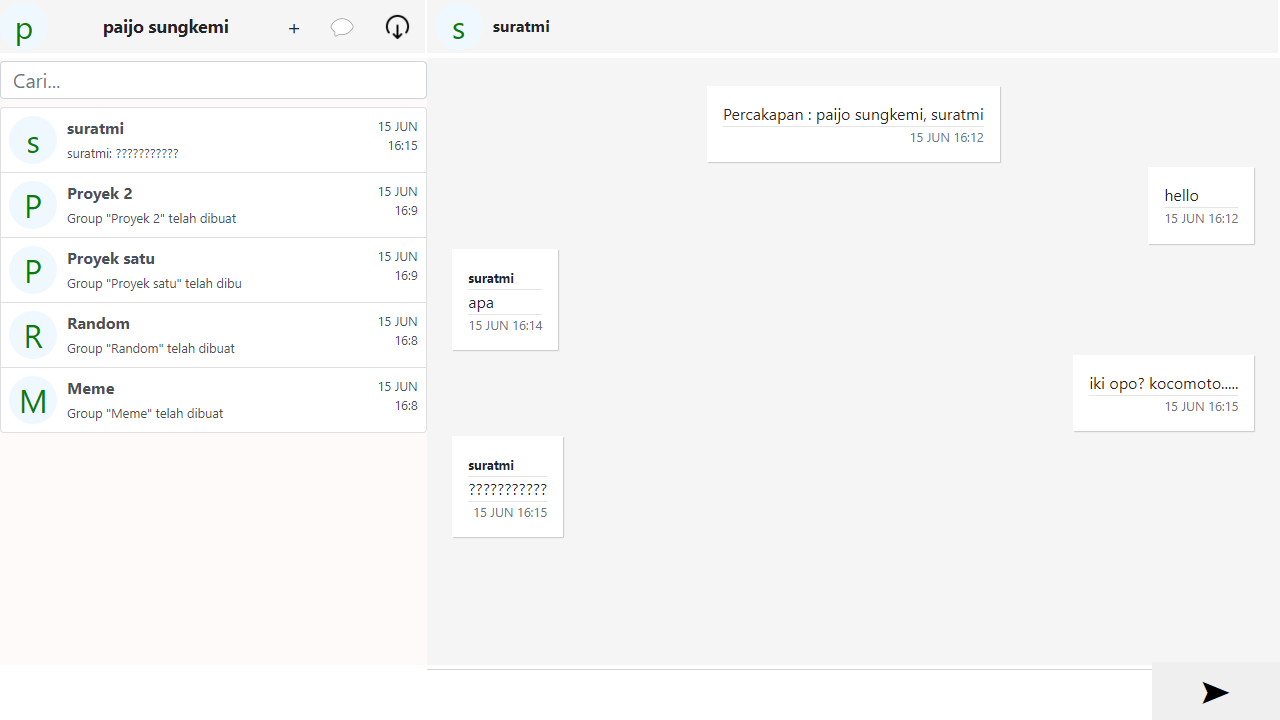 p
paijo sungkemi
+
Cari...
s
suratmi
15 JUN
16:15
suratmi: ???????????
P
Proyek 2
15 JUN
16:9
Group "Proyek 2" telah dibuat
P
Proyek satu
15 JUN
16:9
Group "Proyek satu" telah dibu
R
Random
15 JUN
16:8
Group "Random" telah dibuat
M
Meme
15 JUN
16:8
Group "Meme" telah dibuat
s
suratmi
Percakapan : paijo sungkemi, suratmi
15 JUN 16:12
hello
15 JUN 16:12
suratmi
apa
15 JUN 16:14
iki opo? kocomoto.....
15 JUN 16:15
suratmi
???????????
15 JUN 16:15